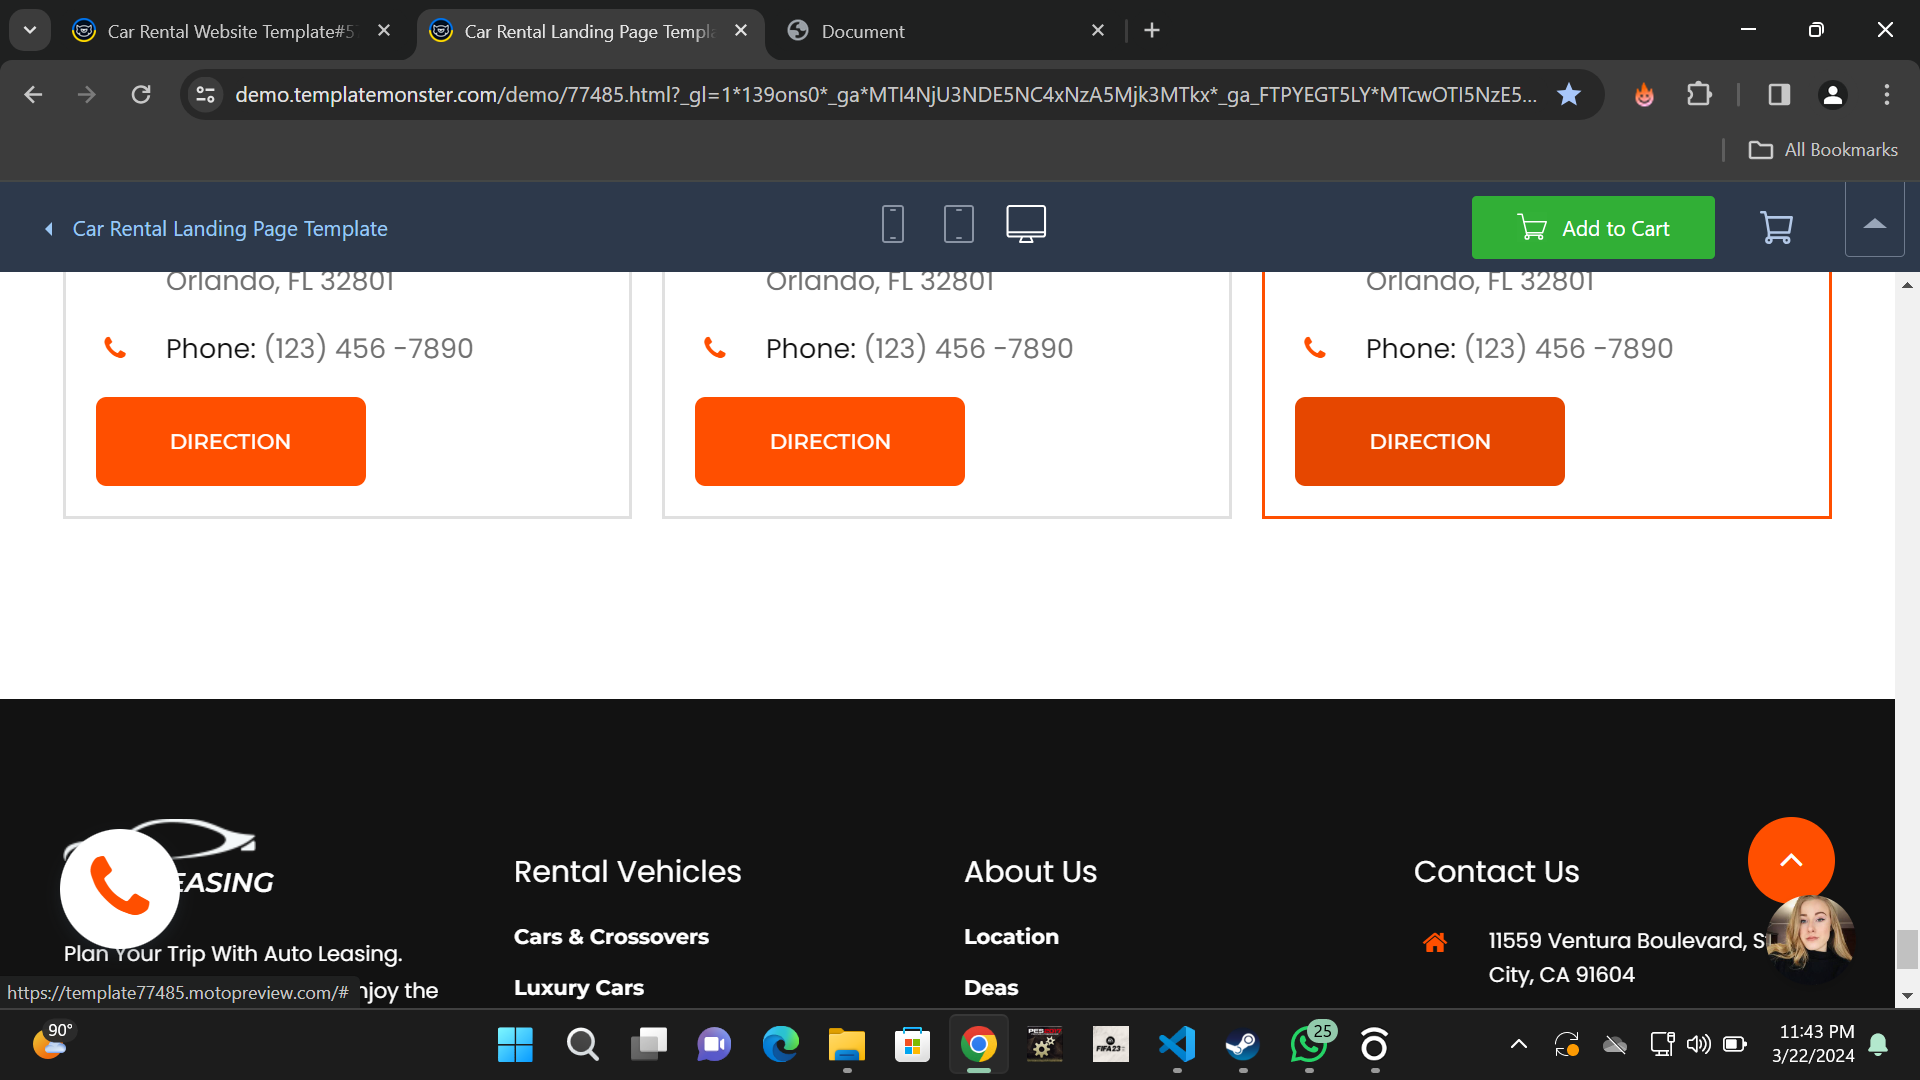 Car Rental Website Template#5
Car Rental Landing Page Templa
Document
demo.templatemonster.com/demo/77485.html?_gl=1*139ons0*_ga*MTI4NjU3NDE5NC4xNzA5Mjk3MTkx*_ga_FTPYEGT5LY*MTcwOTI5NzE5...
All Bookmarks
Car Rental Landing Page Template
Add to Cart
Orlando, FL 32801
Orlando, FL 32801
Orlando, FL 32801
Phone: (123) 456 -7890
Phone: (123) 456 -7890
Phone: (123) 456 -7890
DIRECTION
DIRECTION
DIRECTION
EASING
Rental Vehicles
About Us
Contact Us
Cars & Crossovers
Location
11559 Ventura Boulevard, S
City, CA 91604
Plan Your Trip With Auto Leasing.
njoy the
Luxury Cars
Deas
https://template77485.motopreview.com/#
90°
FIFA23
25
11:43 PM
3/22/2024